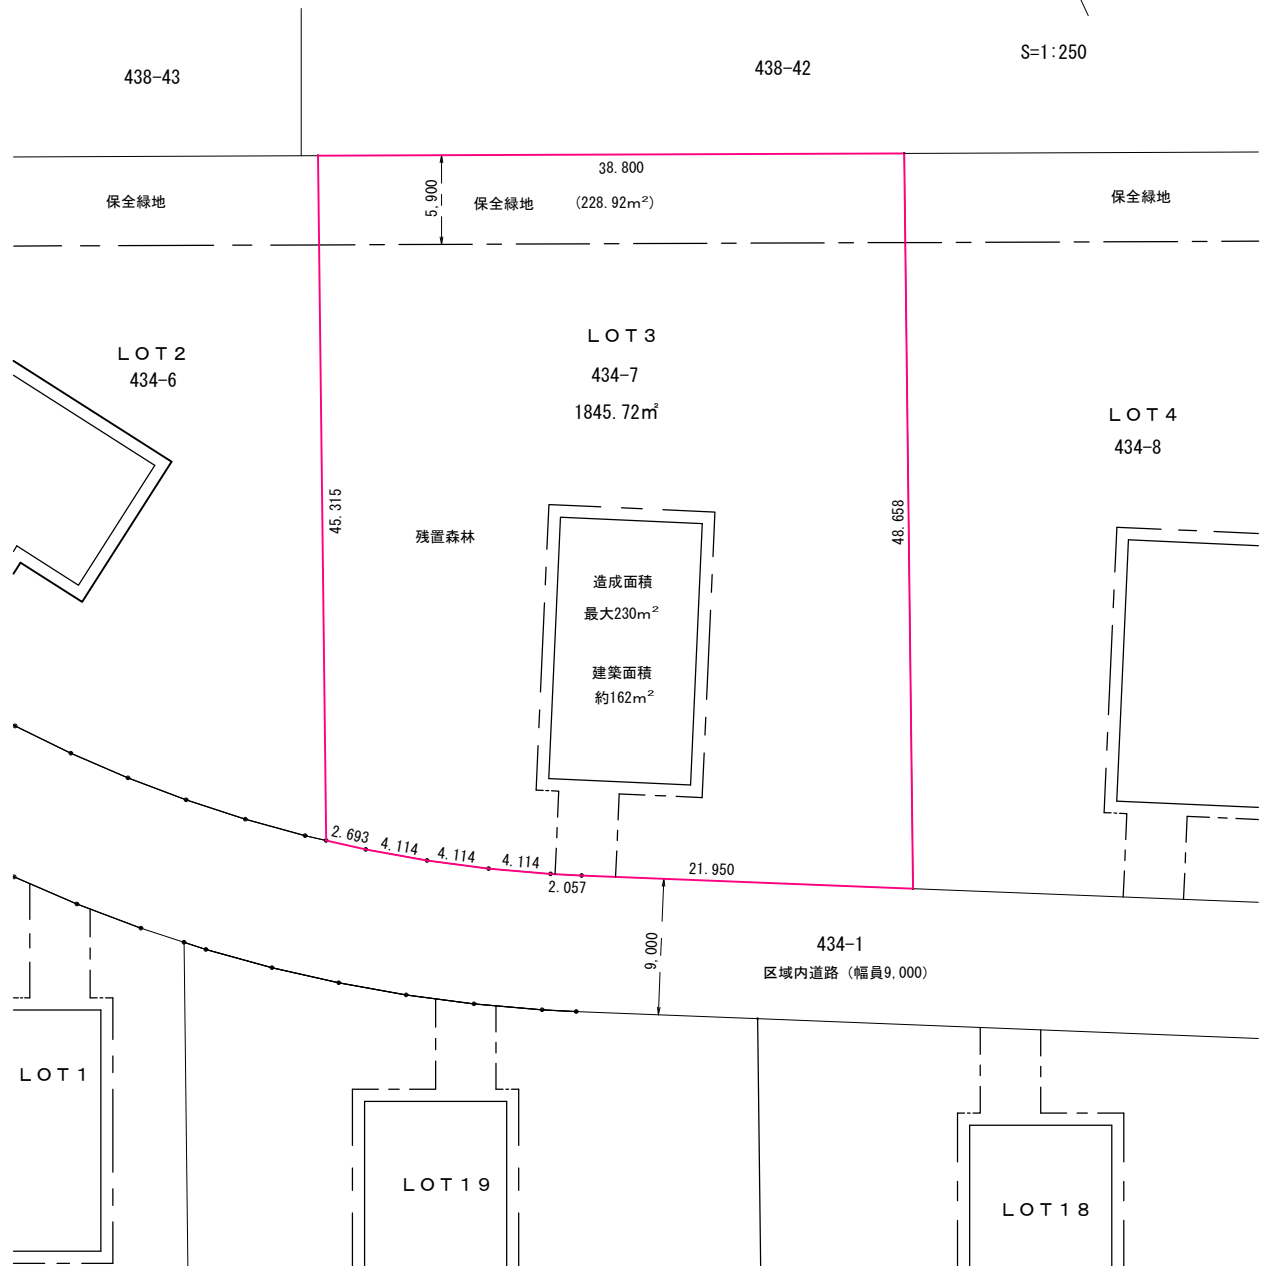 S=1:250
438-43
438-42
38.800
5,900
保全緑地
保全緑地
(228.92m²)
保全緑地
LOT3
434-7
1845.72㎡
LOT2
434-6
LOT4
434-8
45.315
48.658
残置森林
造成面積
最大230m²
建築面積
約162m²
2.693
4.114
4.114
4.114
2.057
21.950
9,000
434-1
区域内道路（幅員9,000）
LOT1
LOT19
LOT18